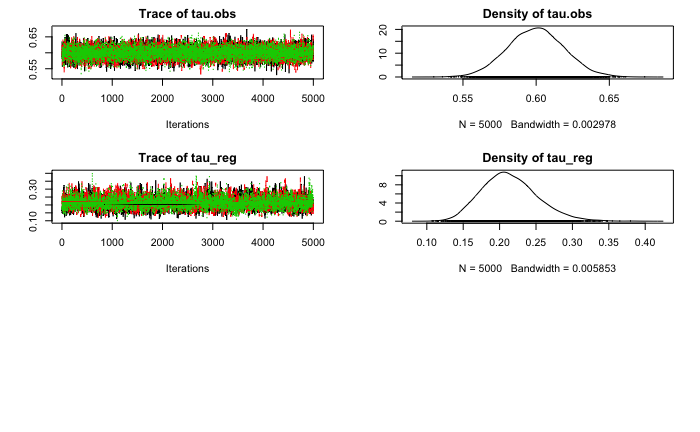 Trace of tau.obs
0.65
0.55
0 1000 2000 3000 4000 5000
Iterations
Density of tau.obs
20
10
0
0.55 0.60 0.65
N = 5000 Bandwidth = 0.002978
Trace of tau_reg
0.30
0.10
0 1000 2000 3000 4000 5000
Iterations
Density of tau_reg
8
4
0
0.10 0.15 0.20 0.25 0.30 0.35 0.40
N = 5000 Bandwidth = 0.005853